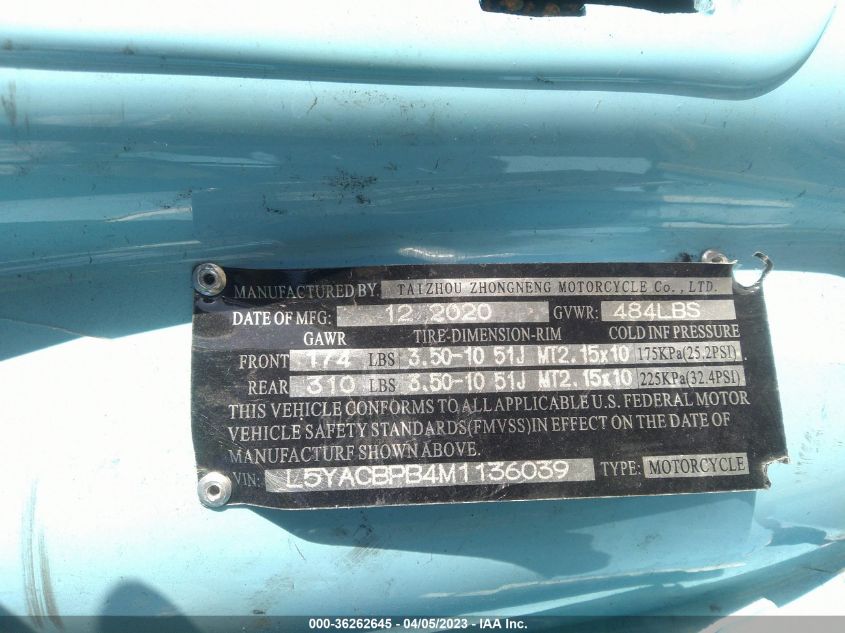 MANUFACTURED BY TAIZHOU ZHONGNENG MOTORCYCLE Co., LTD.
DATE OF MFG: 12 2020 GVWR: 484LBS
GAWR TIRE-DIMENSION-RIM COLD INF PRESSURE
FRONT 174 LBS 3.50-10 51J MT2.15x10 175KPa(25.2PSI) .
REAR 310 LBS 3.50-10 51J MT2.15x10 225KPa(32.4PSI)
THIS VEHICLE CONFORMS TO ALL APPLICABLE U.S. FEDERAL MOTOR
VEHICLE SAFETY STANDARDS(FMVSS)IN EFFECT ON THE DATE OF
MANUFACTURF SHOWN ABOVE.
VIN: L5YACBPB4M1136039 TYPE: MOTORCYCLE
000-36262645 - 04/05/2023 - IAA Inc.